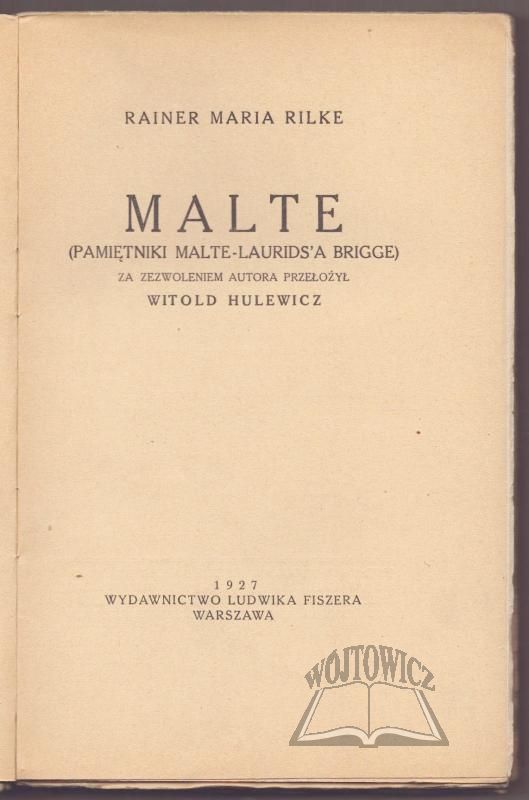 RAINER MARIA RILKE
MALTE
(PAMIĘTNIKI MALTE-LAURIDS'A BRIGGE)
ZA ZEZWOLENIEM AUTORA PRZEŁOŻYŁ
WITOLD HULEWICZ
1927
WYDAWNICTWO LUDWIKA FISZERA
WARSZAWA
WÓJTOWICZ